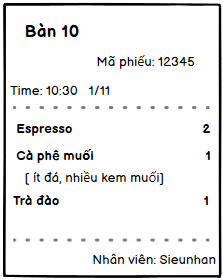 Bàn 10
Mã phiếu: 12345
Time: 10:30 1/11
Espresso 2
Cà phê muối 1
[ ít đá, nhiều kem muối]
Trà đào 1
Nhân viên: Sieunhan